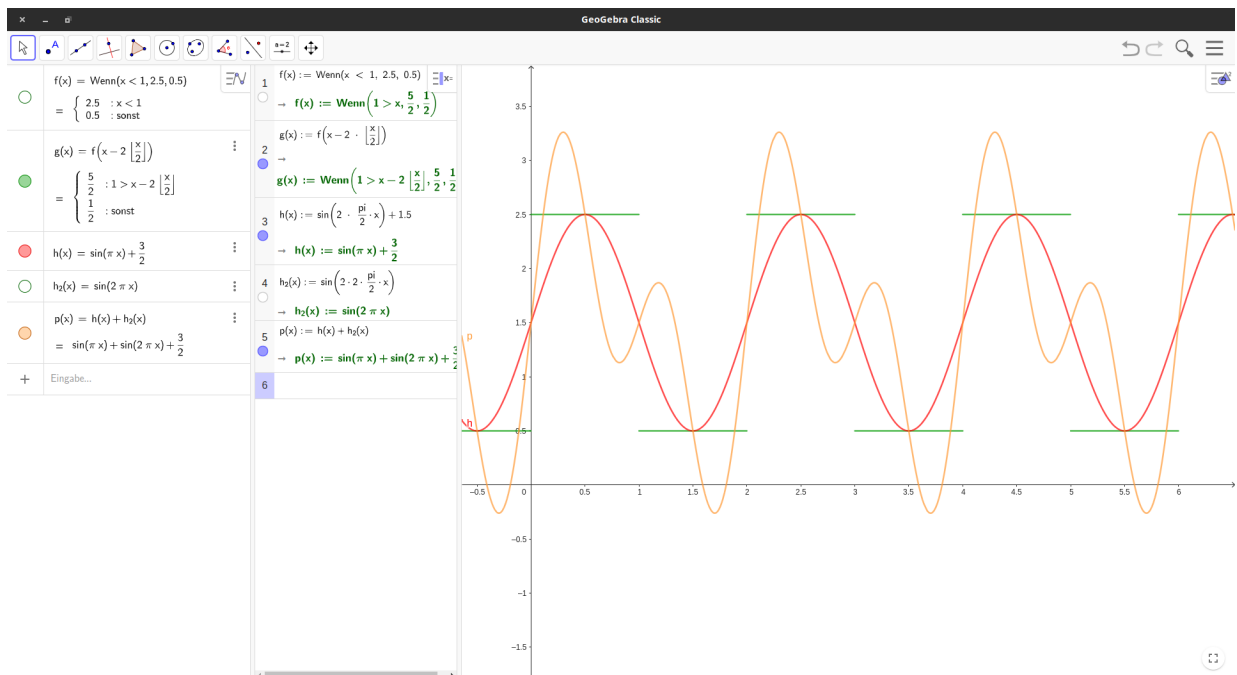 GeoGebra Classic
A
a=2
f(x) = Wenn(x < 1, 2.5, 0.5)
= { 2.5 : x < 1
0.5 : sonst
g(x) = f(x − 2 ⌊x/2⌋)
= { 5/2 : 1 > x − 2 ⌊x/2⌋
1/2 : sonst
h(x) = sin(π x) + 3/2
h₂(x) = sin(2 π x)
p(x) = h(x) + h₂(x)
= sin(π x) + sin(2 π x) + 3/2
+ Eingabe...
1 f(x) := Wenn(x < 1, 2.5, 0.5)
→ f(x) := Wenn(1 > x, 5/2, 1/2)
2 g(x) := f(x − 2 · ⌊x/2⌋)
→
g(x) := Wenn(1 > x − 2 ⌊x/2⌋, 5/2, 1/2
3 h(x) := sin(2 · pi/2 · x) + 1.5
→ h(x) := sin(π x) + 3/2
4 h₂(x) := sin(2·2·pi/2·x)
→ h₂(x) := sin(2 π x)
5 p(x) := h(x) + h₂(x)
→ p(x) := sin(π x) + sin(2 π x) + 3/2
6
x=
3.5
3
2.5
2
1.5
1
0.5
−0.5
−1
−1.5
p
h
−0.5 0 0.5 1 1.5 2 2.5 3 3.5 4 4.5 5 5.5 6